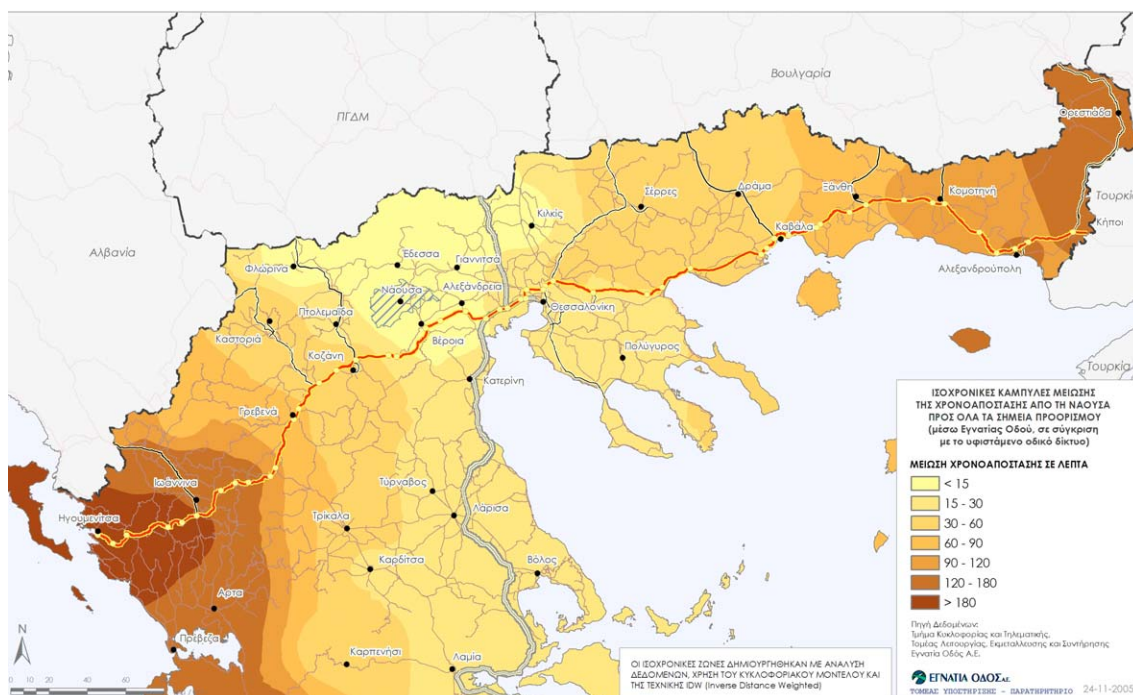 Βουλγαρία
ΠΓΔΜ
Ορεστιάδα
Τουρκία
Κήποι
Αλβανία
Σέρρες
Δράμα
Ξάνθη
Κομοτηνή
Κιλκίς
Καβάλα
Αλεξανδρούπολη
Έδεσσα
Γιαννιτσά
Φλώρινα
Νάουσα
Αλεξάνδρεια
Θεσσαλονίκη
Πτολεμαΐδα
Καστοριά
Βέροια
Κοζάνη
Πολύγυρος
Τουρκία
Κατερίνη
Γρεβενά
Ιωάννινα
Τύρναβος
Λάρισα
Ηγουμενίτσα
Τρίκαλα
Καρδίτσα
Βόλος
Άρτα
Πρέβεζα
Καρπενήσι
Λαμία
N
0 20 40 60
ΙΣΟΧΡΟΝΙΚΕΣ ΚΑΜΠΥΛΕΣ ΜΕΙΩΣΗΣ
ΤΗΣ ΧΡΟΝΟΑΠΟΣΤΑΣΗΣ ΑΠΟ ΤΗ ΝΑΟΥΣΑ
ΠΡΟΣ ΟΛΑ ΤΑ ΣΗΜΕΙΑ ΠΡΟΟΡΙΣΜΟΥ
(μέσω Εγνατίας Οδού, σε σύγκριση
με το υφιστάμενο οδικό δίκτυο)
ΜΕΙΩΣΗ ΧΡΟΝΟΑΠΟΣΤΑΣΗΣ ΣΕ ΛΕΠΤΑ
< 15
15 - 30
30 - 60
60 - 90
90 - 120
120 - 180
> 180
Πηγή Δεδομένων:
Τμήμα Κυκλοφορίας και Τηλεματικής,
Τομέας Λειτουργίας, Εκμετάλλευσης και Συντήρησης
Εγνατία Οδός Α.Ε.
ΕΓΝΑΤΙΑ ΟΔΟΣ Α.Ε.
ΤΟΜΕΑΣ ΥΠΟΣΤΗΡΙΞΗΣ - ΠΑΡΑΤΗΡΗΤΗΡΙΟ 24-11-2005
ΟΙ ΙΣΟΧΡΟΝΙΚΕΣ ΖΩΝΕΣ ΔΗΜΙΟΥΡΓΗΘΗΚΑΝ ΜΕ ΑΝΑΛΥΣΗ
ΔΕΔΟΜΕΝΩΝ, ΧΡΗΣΗ ΤΟΥ ΚΥΚΛΟΦΟΡΙΑΚΟΥ ΜΟΝΤΕΛΟΥ ΚΑΙ
ΤΗΣ ΤΕΧΝΙΚΗΣ IDW (Inverse Distance Weighted)